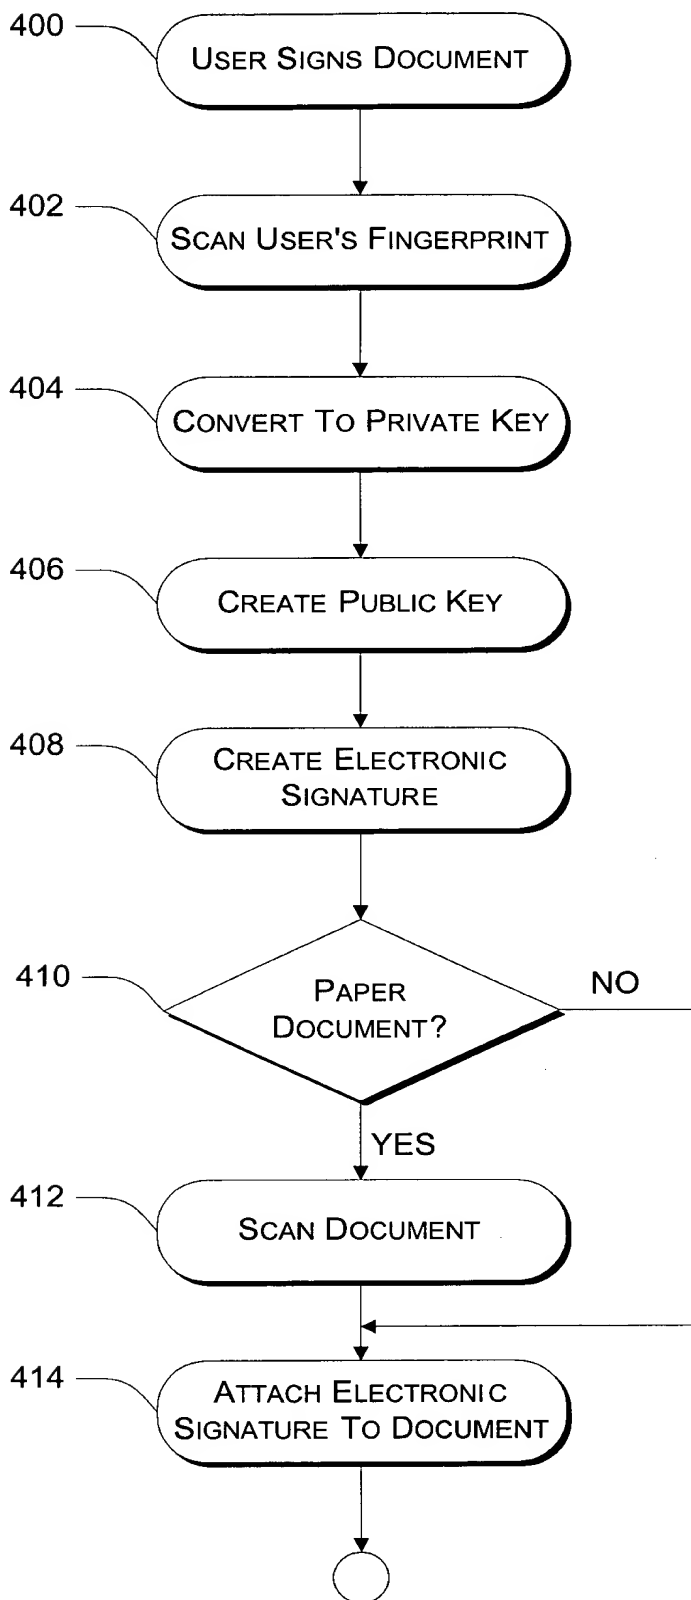 400
USER SIGNS DOCUMENT
402
SCAN USER'S FINGERPRINT
404
CONVERT TO PRIVATE KEY
406
CREATE PUBLIC KEY
408
CREATE ELECTRONIC
SIGNATURE
410
PAPER
DOCUMENT?
NO
YES
412
SCAN DOCUMENT
414
ATTACH ELECTRONIC
SIGNATURE TO DOCUMENT